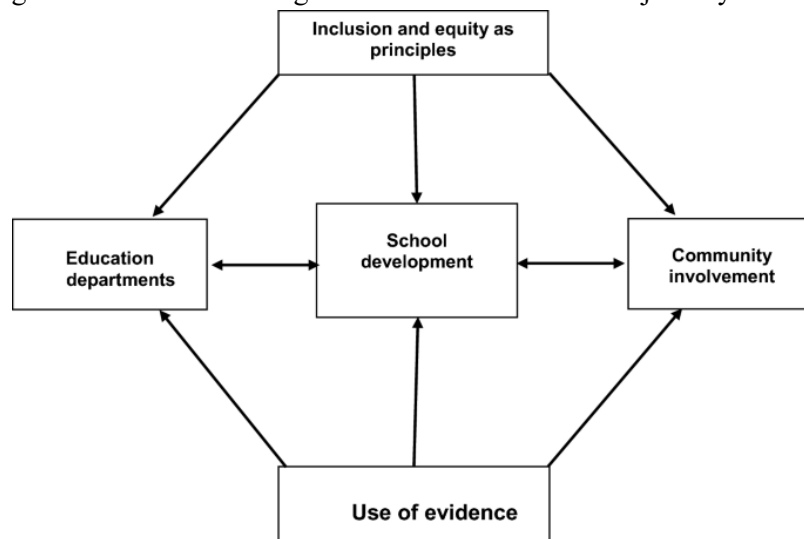 Inclusion and equity as
principles
Education
departments
School
development
Community
involvement
Use of evidence